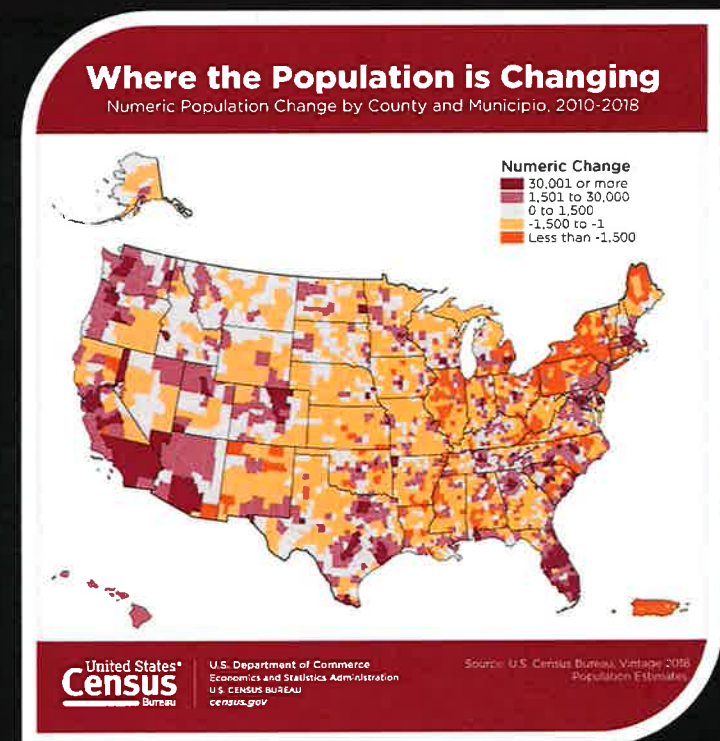 Where the Population is Changing
Numeric Population Change by County and Municipio, 2010-2018
Numeric Change
30,001 or more
1,501 to 30,000
0 to 1,500
-1,500 to -1
Less than -1,500
United States®
Census
Bureau
U.S. Department of Commerce
Economics and Statistics Administration
U.S. CENSUS BUREAU
census.gov
Source: U.S. Census Bureau, Vintage 2018
Population Estimates